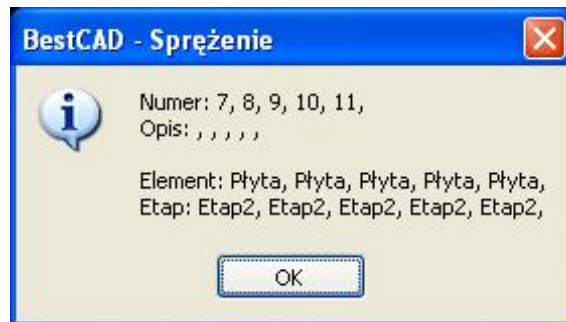 BestCAD - Sprężenie
Numer: 7, 8, 9, 10, 11,
Opis: , , , , ,
Element: Płyta, Płyta, Płyta, Płyta, Płyta,
Etap: Etap2, Etap2, Etap2, Etap2, Etap2,
OK